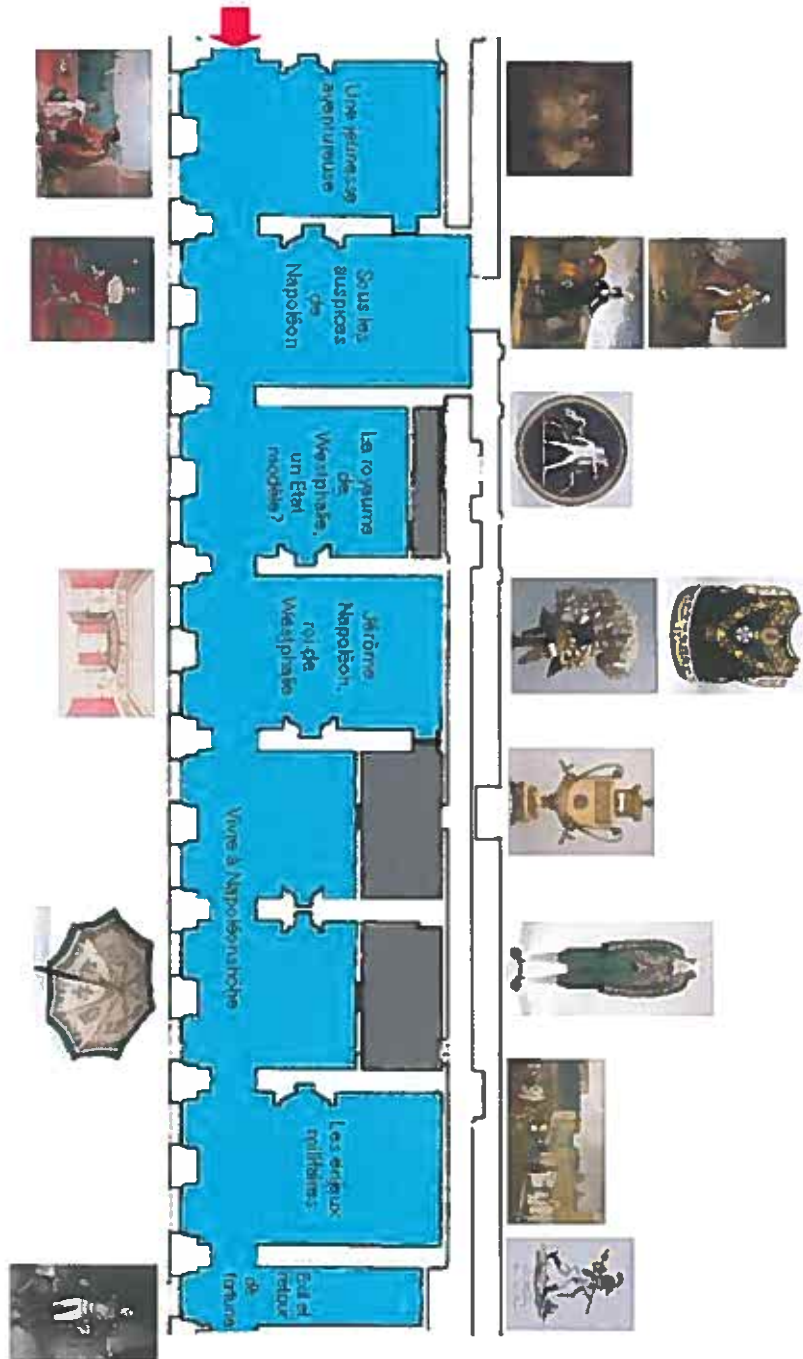 Une jeunesse
aventureuse
Sous les
auspices
de
Napoléon
Le royaume
de
Westphalie,
un Etat
modèle ?
Jérôme
Napoléon,
roi de
Westphalie
Vivre à Napoléonshöhe
Les enjeux
militaires
Exil et
retour
de
fortune